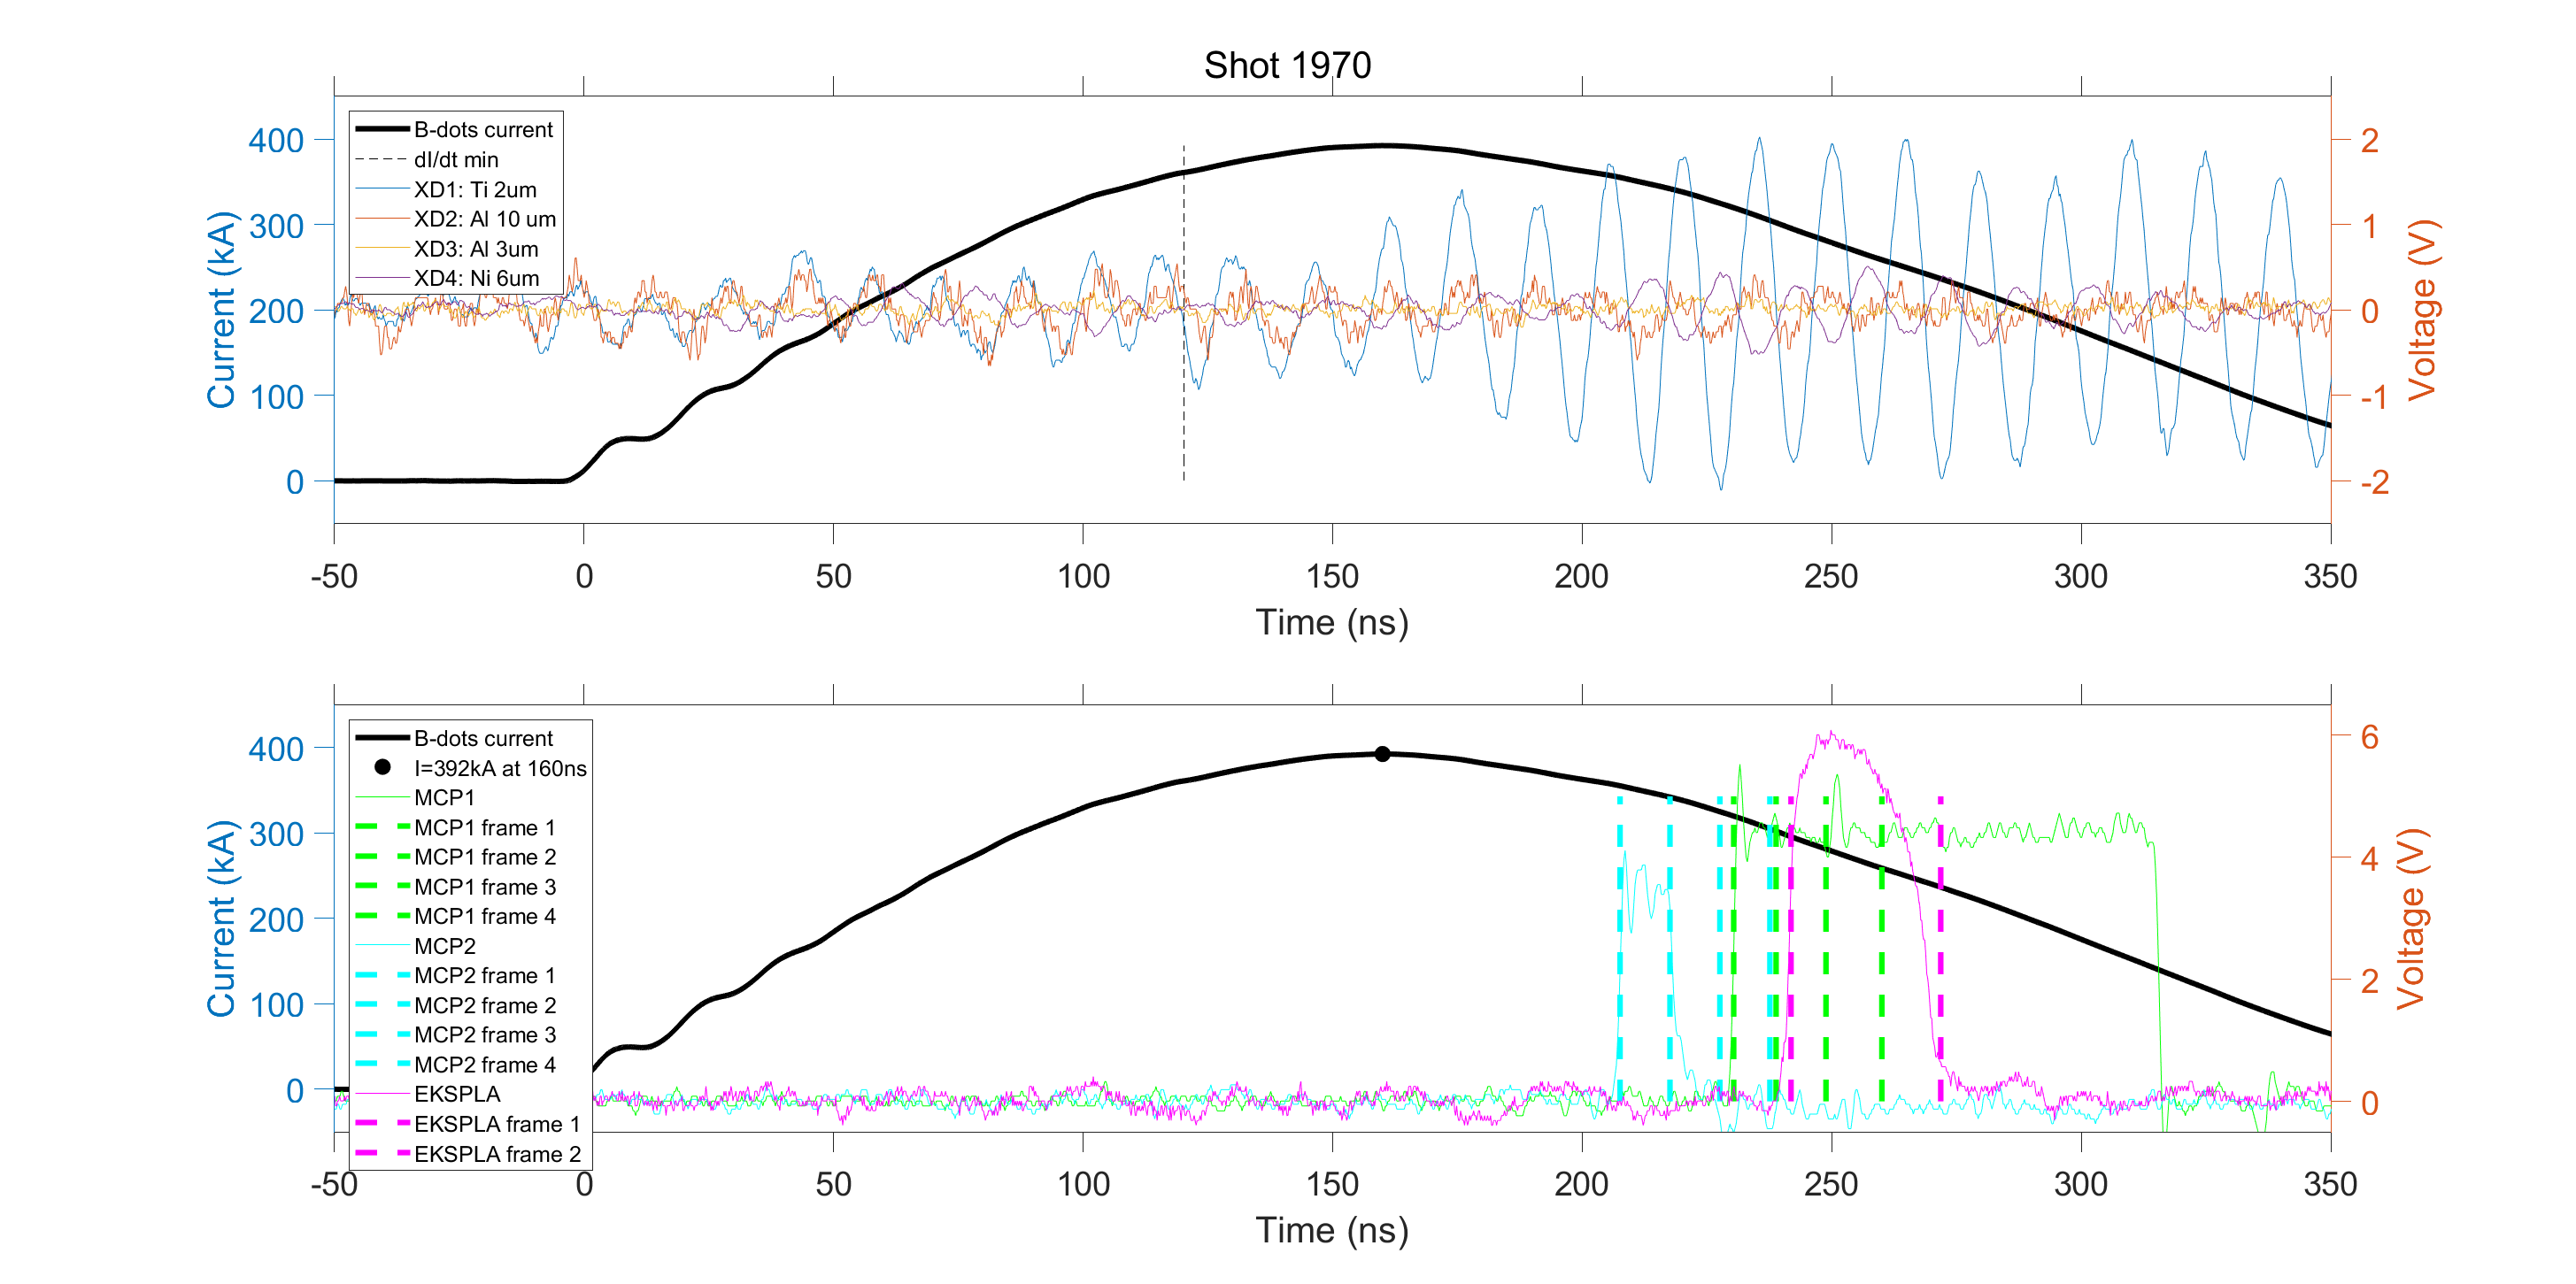 Shot 1970
B-dots current
dI/dt min
XD1: Ti 2um
XD2: Al 10 um
XD3: Al 3um
XD4: Ni 6um
400
300
200
100
0
Current (kA)
2
1
0
-1
-2
Voltage (V)
-50 0 50 100 150 200 250 300 350
Time (ns)
B-dots current
I=392kA at 160ns
MCP1
MCP1 frame 1
MCP1 frame 2
MCP1 frame 3
MCP1 frame 4
MCP2
MCP2 frame 1
MCP2 frame 2
MCP2 frame 3
MCP2 frame 4
EKSPLA
EKSPLA frame 1
EKSPLA frame 2
400
300
200
100
0
Current (kA)
6
4
2
0
Voltage (V)
-50 0 50 100 150 200 250 300 350
Time (ns)